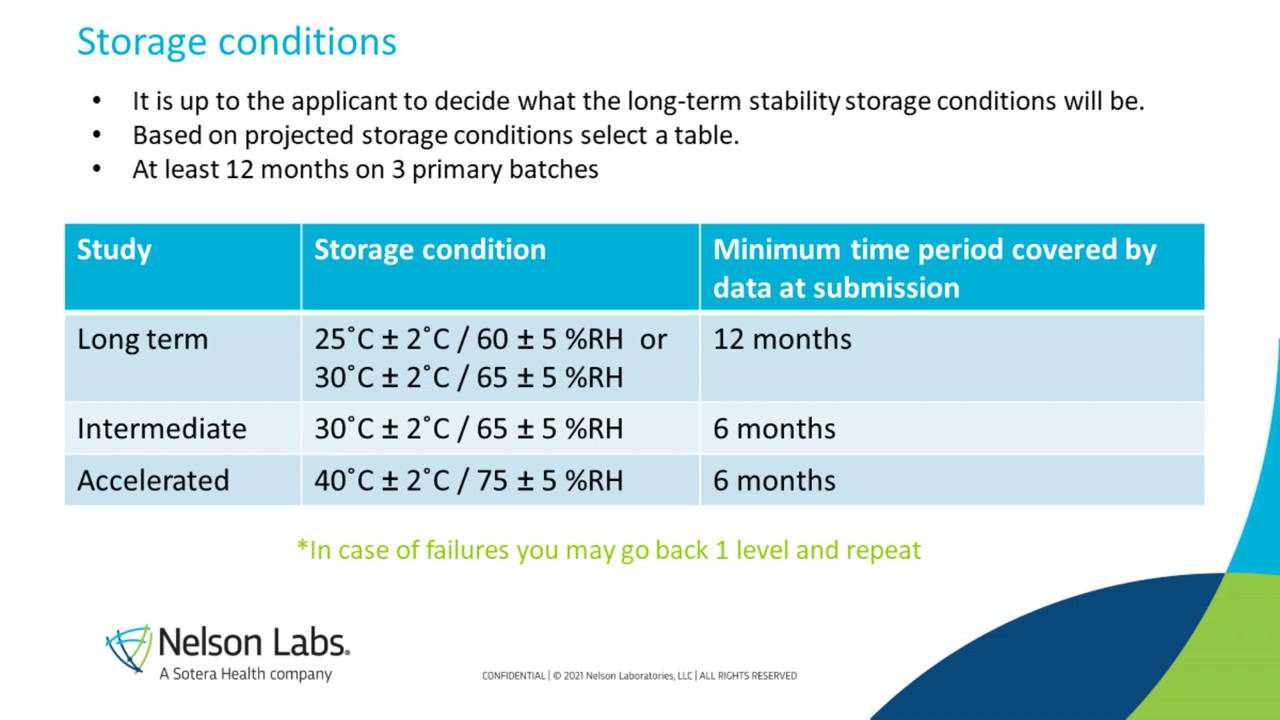 Storage conditions
• It is up to the applicant to decide what the long-term stability storage conditions will be.
• Based on projected storage conditions select a table.
• At least 12 months on 3 primary batches
Study Storage condition Minimum time period covered by
data at submission
Long term 25˚C ± 2˚C / 60 ± 5 %RH or 12 months
30˚C ± 2˚C / 65 ± 5 %RH
Intermediate 30˚C ± 2˚C / 65 ± 5 %RH 6 months
Accelerated 40˚C ± 2˚C / 75 ± 5 %RH 6 months
*In case of failures you may go back 1 level and repeat
Nelson Labs®
A Sotera Health company
CONFIDENTIAL | © 2021 Nelson Laboratories, LLC | ALL RIGHTS RESERVED